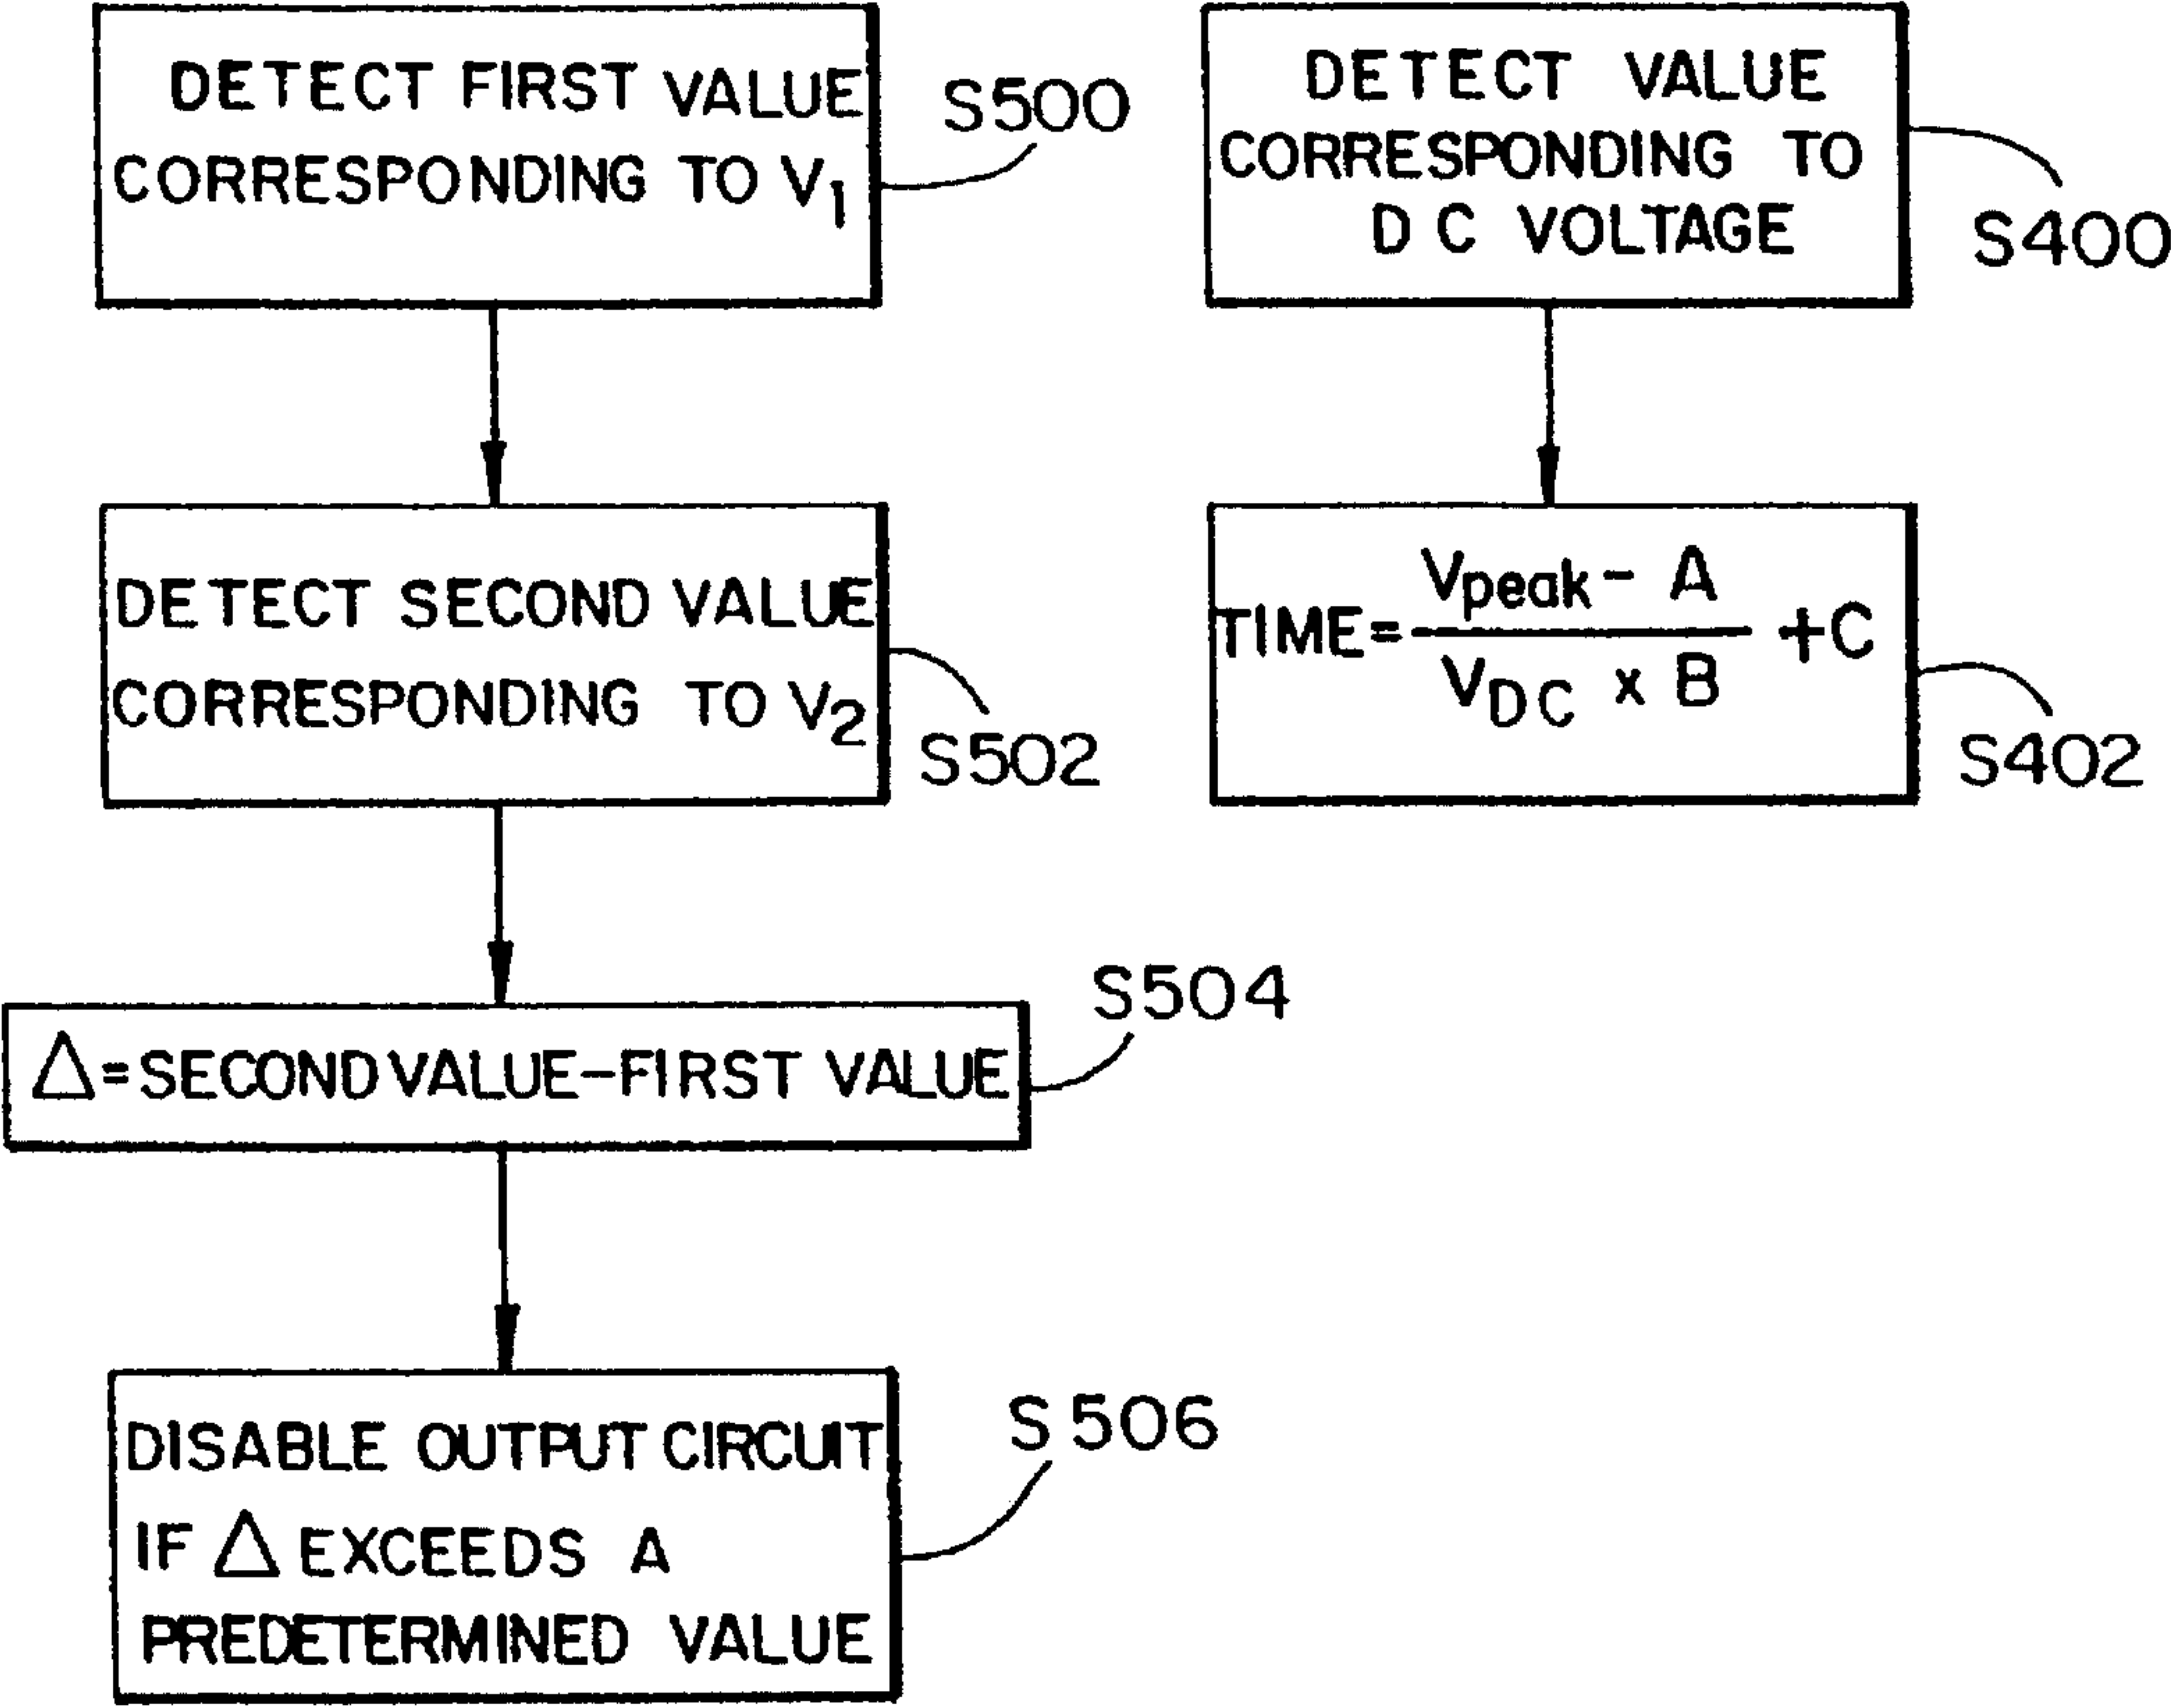 DETECT FIRST VALUE
CORRESPONDING TO V1
S500
DETECT SECOND VALUE
CORRESPONDING TO V2
S502
Δ=SECOND VALUE-FIRST VALUE
S504
DISABLE OUTPUT CIRCUIT
IF Δ EXCEEDS A
PREDETERMINED VALUE
S506
DETECT VALUE
CORRESPONDING TO
DC VOLTAGE
S400
Vpeak - A
TIME= +C
VDC x B
S402